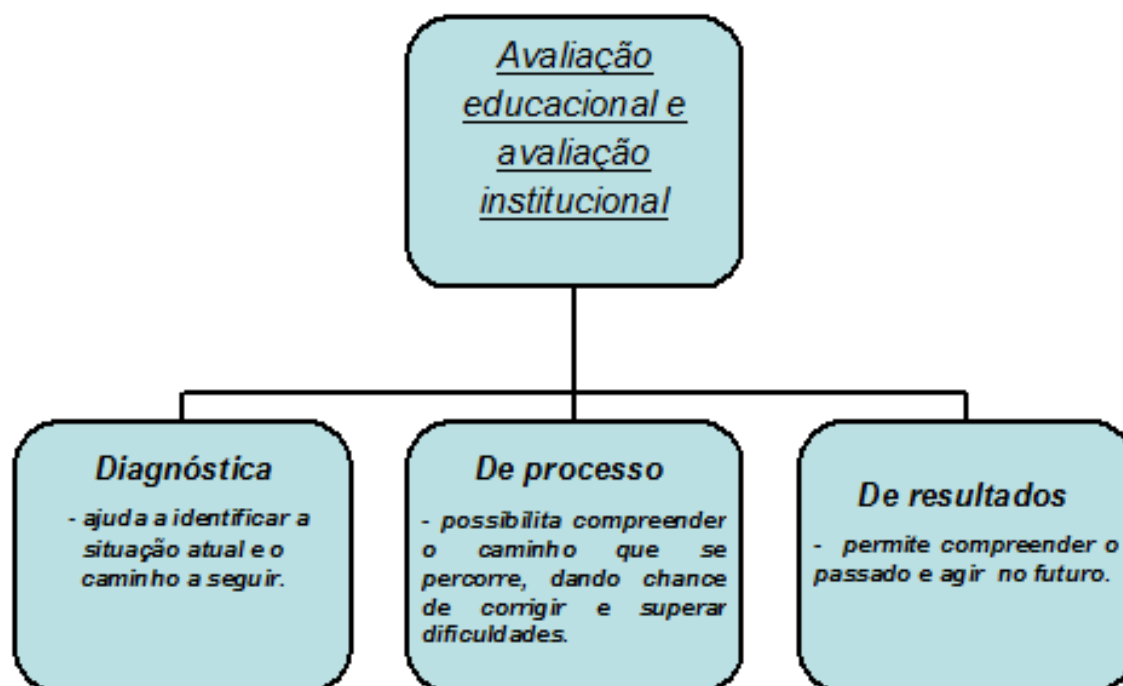 Avaliação
educacional e
avaliação
institucional
Diagnóstica
- ajuda a identificar a
situação atual e o
caminho a seguir.
De processo
- possibilita compreender
o caminho que se
percorre, dando chance
de corrigir e superar
dificuldades.
De resultados
- permite compreender o
passado e agir no futuro.